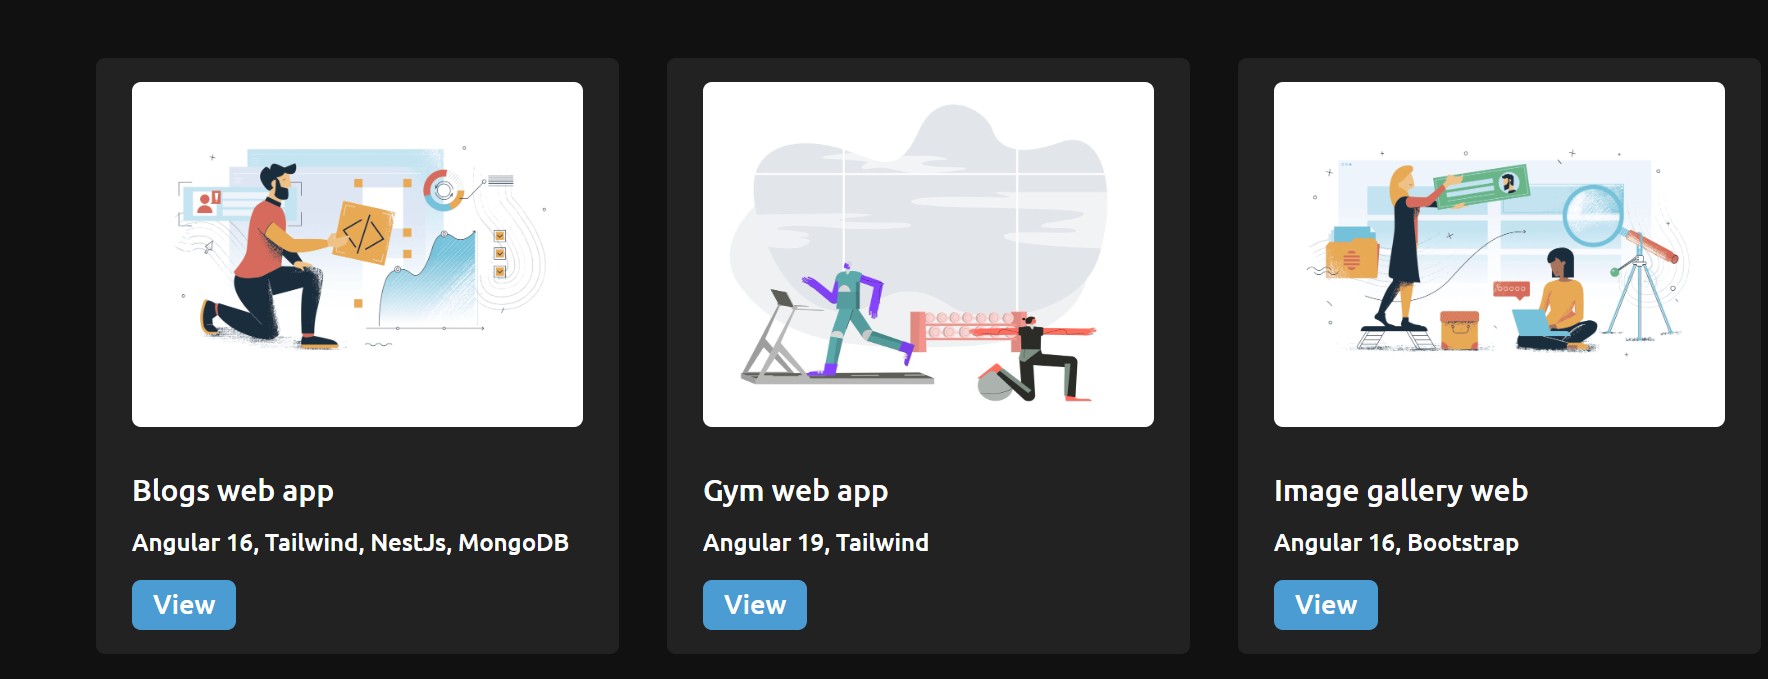 Blogs web app
Angular 16, Tailwind, NestJs, MongoDB
View
Gym web app
Angular 19, Tailwind
View
Image gallery web
Angular 16, Bootstrap
View